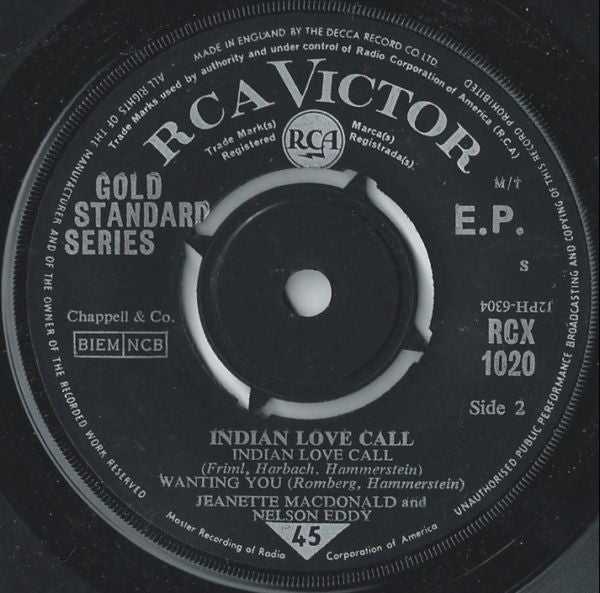 MADE IN ENGLAND BY THE DECCA RECORD CO LTD.
ALL RIGHTS OF THE MANUFACTURER AND OF THE OWNER OF THE RECORDED WORK RESERVED
UNAUTHORISED PUBLIC PERFORMANCE BROADCASTING AND COPYING OF THIS RECORD PROHIBITED
Trade Marks used by authority and under control of Radio Corporation of America (R.C.A)
RCA VICTOR
Trade Mark(s)
Registered
RCA
Marca(s)
Registrada(s).
GOLD
STANDARD
SERIES
M/T
E.P.
S
12PH-6304
RCX
1020
Chappell & Co.
BIEM NCB
Side 2
INDIAN LOVE CALL
INDIAN LOVE CALL
(Friml, Harbach, Hammerstein)
WANTING YOU (Romberg, Hammerstein)
JEANETTE MACDONALD and
NELSON EDDY
45
Master Recording of Radio Corporation of America